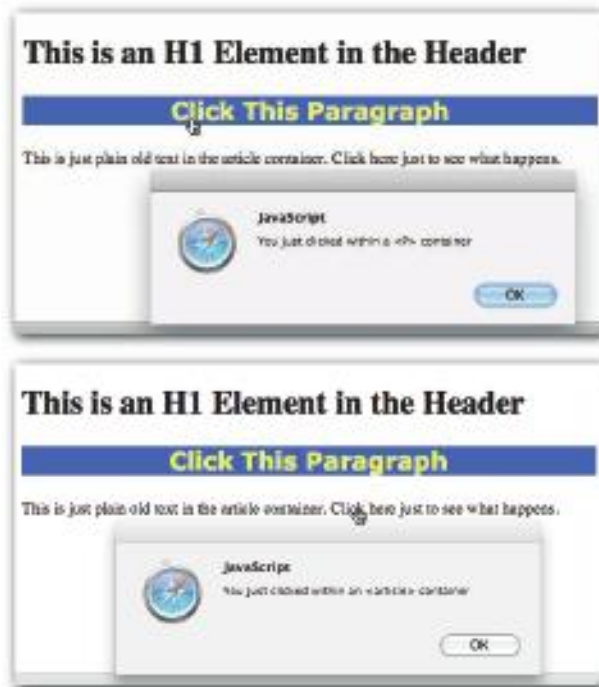 This is an H1 Element in the Header
Click This Paragraph
This is just plain old text in the article container. Click here just to see what happens.
JavaScript
You just clicked within a <P> container
OK
This is an H1 Element in the Header
Click This Paragraph
This is just plain old text in the article container. Click here just to see what happens.
JavaScript
You just clicked within an <article> container
OK